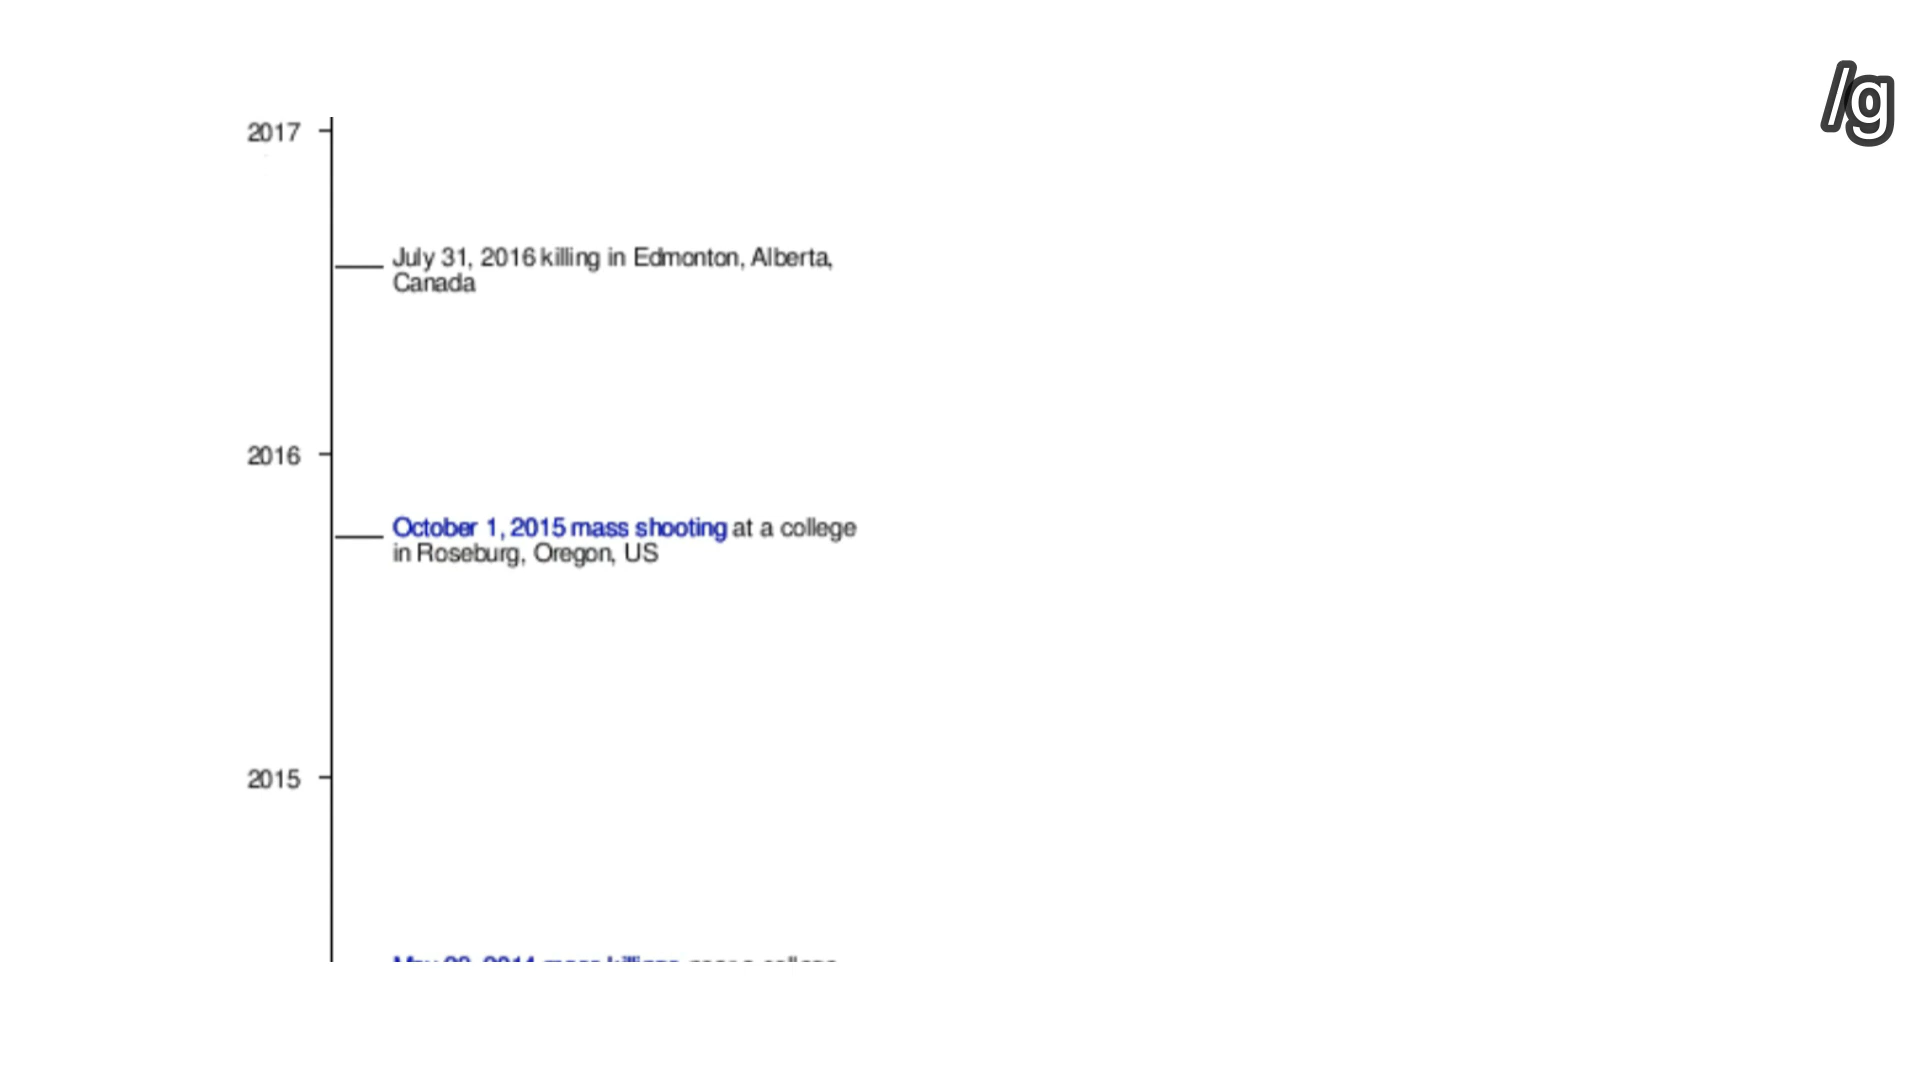 /g
2017
July 31, 2016 killing in Edmonton, Alberta,
Canada
2016
October 1, 2015 mass shooting at a college
in Roseburg, Oregon, US
2015